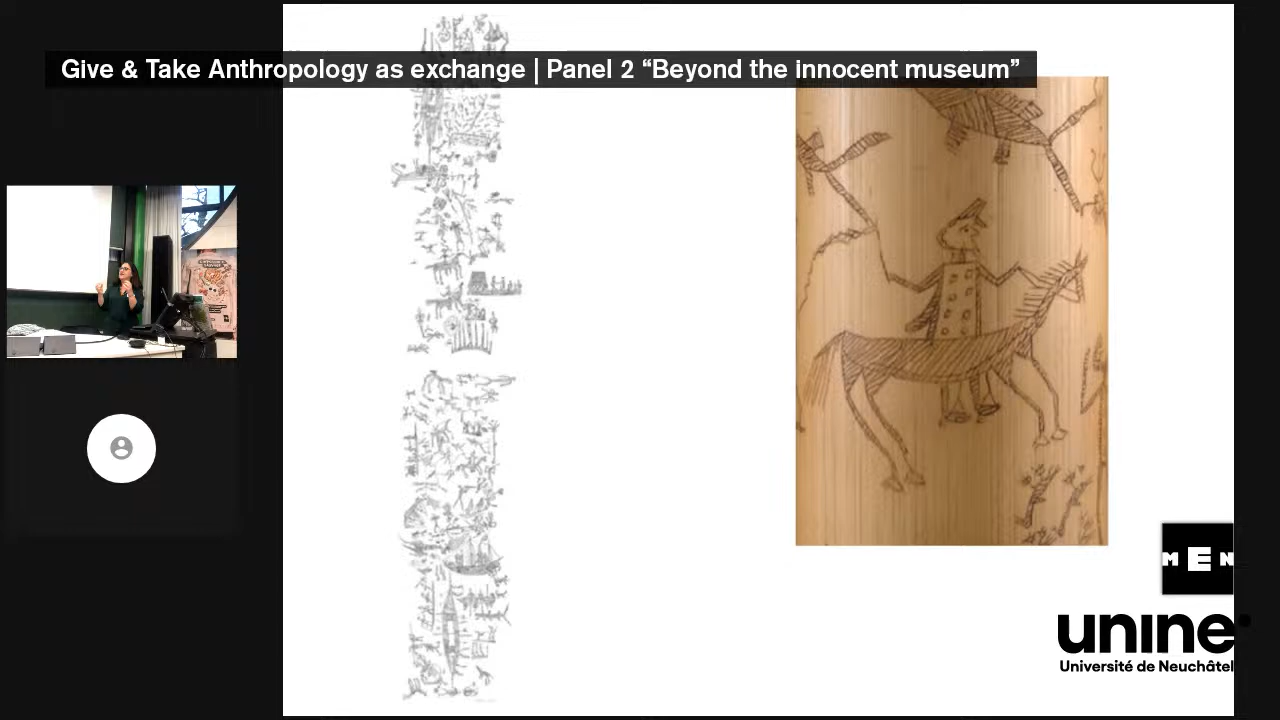 Give & Take Anthropology as exchange | Panel 2 “Beyond the innocent museum”
MEN
unine
Université de Neuchâtel